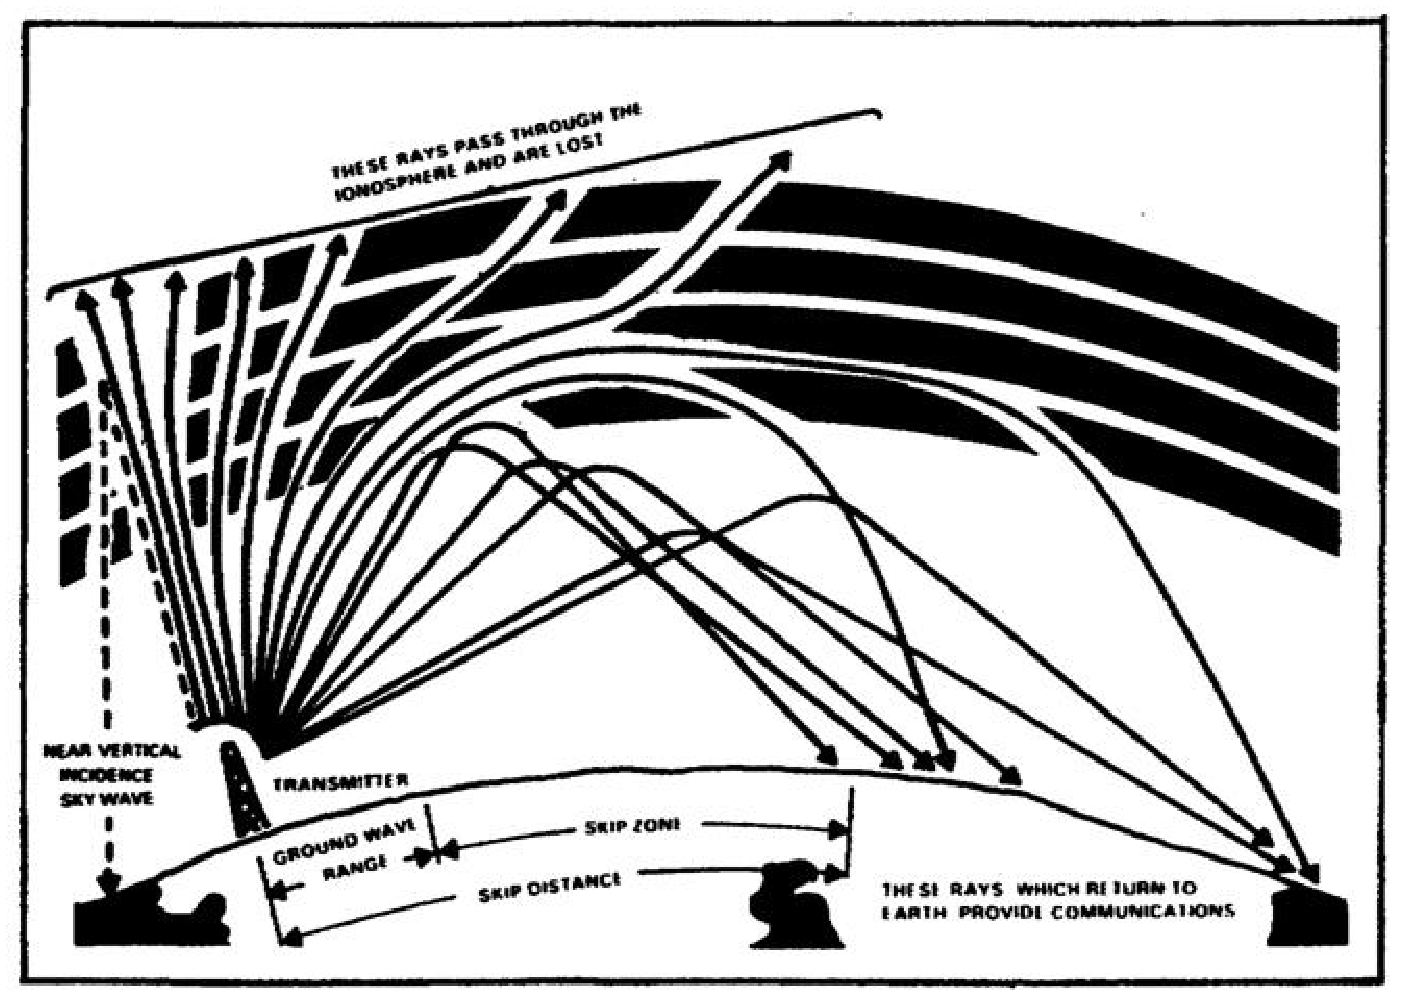 THESE RAYS PASS THROUGH THE
IONOSPHERE AND ARE LOST
NEAR VERTICAL
INCIDENCE
SKY WAVE
TRANSMITTER
GROUND WAVE
RANGE
SKIP ZONE
SKIP DISTANCE
THESE RAYS WHICH RETURN TO
EARTH PROVIDE COMMUNICATIONS